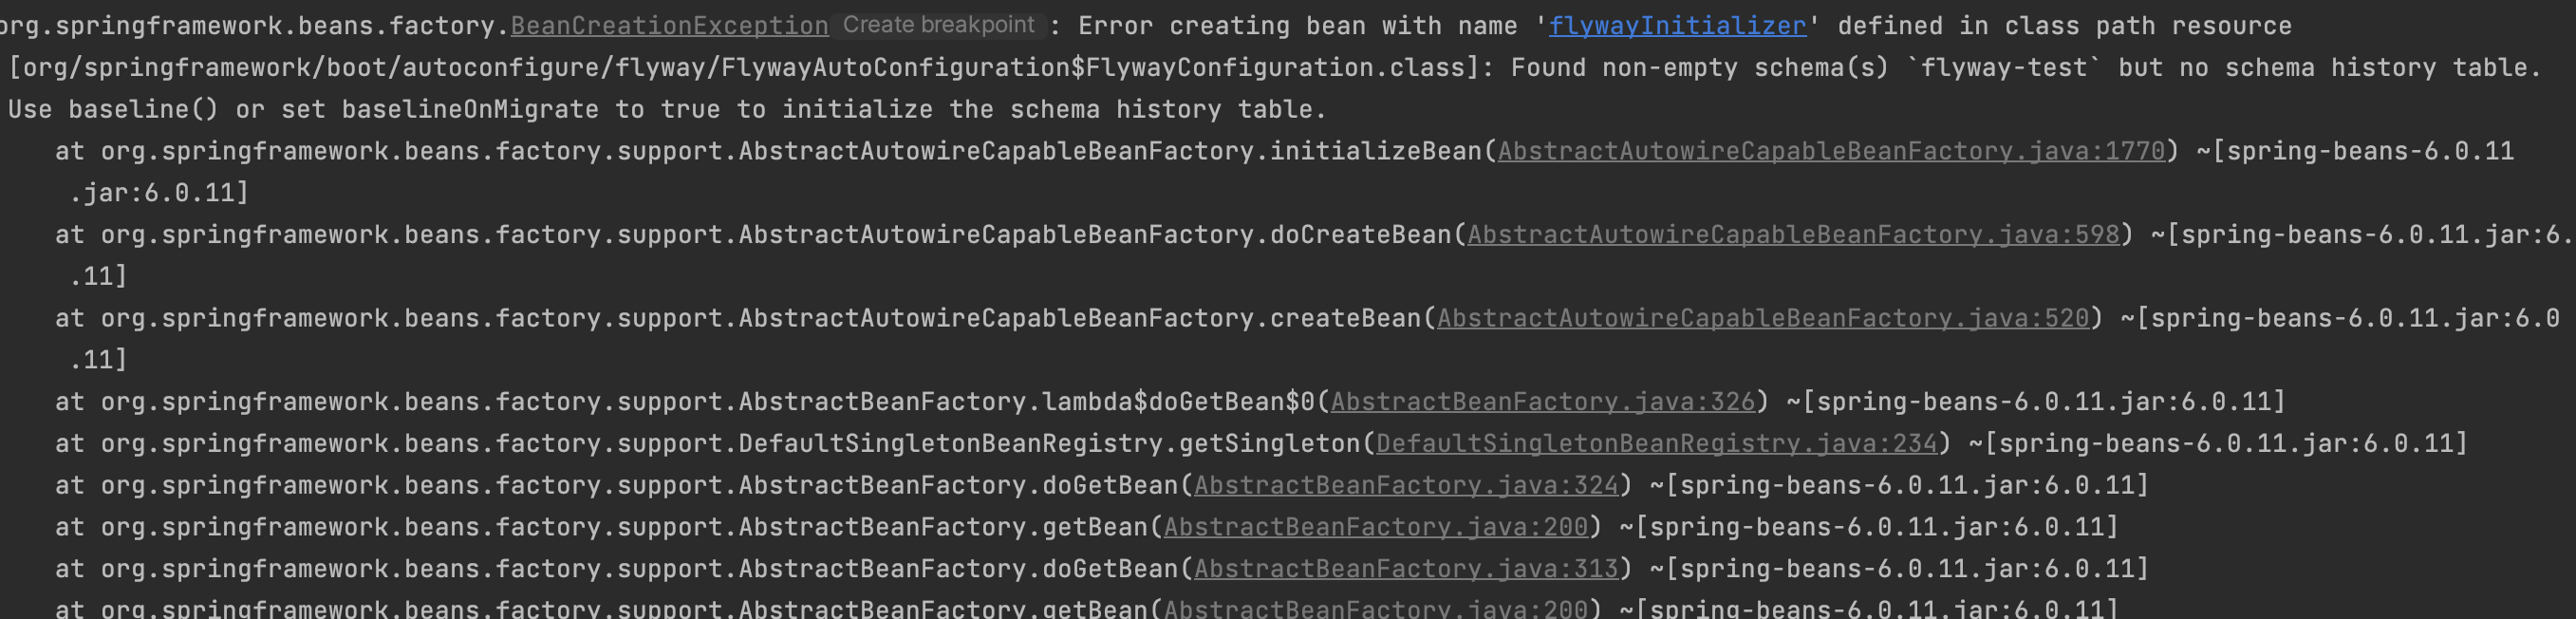 org.springframework.beans.factory.BeanCreationException Create breakpoint : Error creating bean with name 'flywayInitializer' defined in class path resource
[org/springframework/boot/autoconfigure/flyway/FlywayAutoConfiguration$FlywayConfiguration.class]: Found non-empty schema(s) `flyway-test` but no schema history table.
Use baseline() or set baselineOnMigrate to true to initialize the schema history table.
at org.springframework.beans.factory.support.AbstractAutowireCapableBeanFactory.initializeBean(AbstractAutowireCapableBeanFactory.java:1770) ~[spring-beans-6.0.11
.jar:6.0.11]
at org.springframework.beans.factory.support.AbstractAutowireCapableBeanFactory.doCreateBean(AbstractAutowireCapableBeanFactory.java:598) ~[spring-beans-6.0.11.jar:6.
.11]
at org.springframework.beans.factory.support.AbstractAutowireCapableBeanFactory.createBean(AbstractAutowireCapableBeanFactory.java:520) ~[spring-beans-6.0.11.jar:6.0
.11]
at org.springframework.beans.factory.support.AbstractBeanFactory.lambda$doGetBean$0(AbstractBeanFactory.java:326) ~[spring-beans-6.0.11.jar:6.0.11]
at org.springframework.beans.factory.support.DefaultSingletonBeanRegistry.getSingleton(DefaultSingletonBeanRegistry.java:234) ~[spring-beans-6.0.11.jar:6.0.11]
at org.springframework.beans.factory.support.AbstractBeanFactory.doGetBean(AbstractBeanFactory.java:324) ~[spring-beans-6.0.11.jar:6.0.11]
at org.springframework.beans.factory.support.AbstractBeanFactory.getBean(AbstractBeanFactory.java:200) ~[spring-beans-6.0.11.jar:6.0.11]
at org.springframework.beans.factory.support.AbstractBeanFactory.doGetBean(AbstractBeanFactory.java:313) ~[spring-beans-6.0.11.jar:6.0.11]
at org.springframework.beans.factory.support.AbstractBeanFactory.getBean(AbstractBeanFactory.java:200) ~[spring-beans-6.0.11.jar:6.0.11]